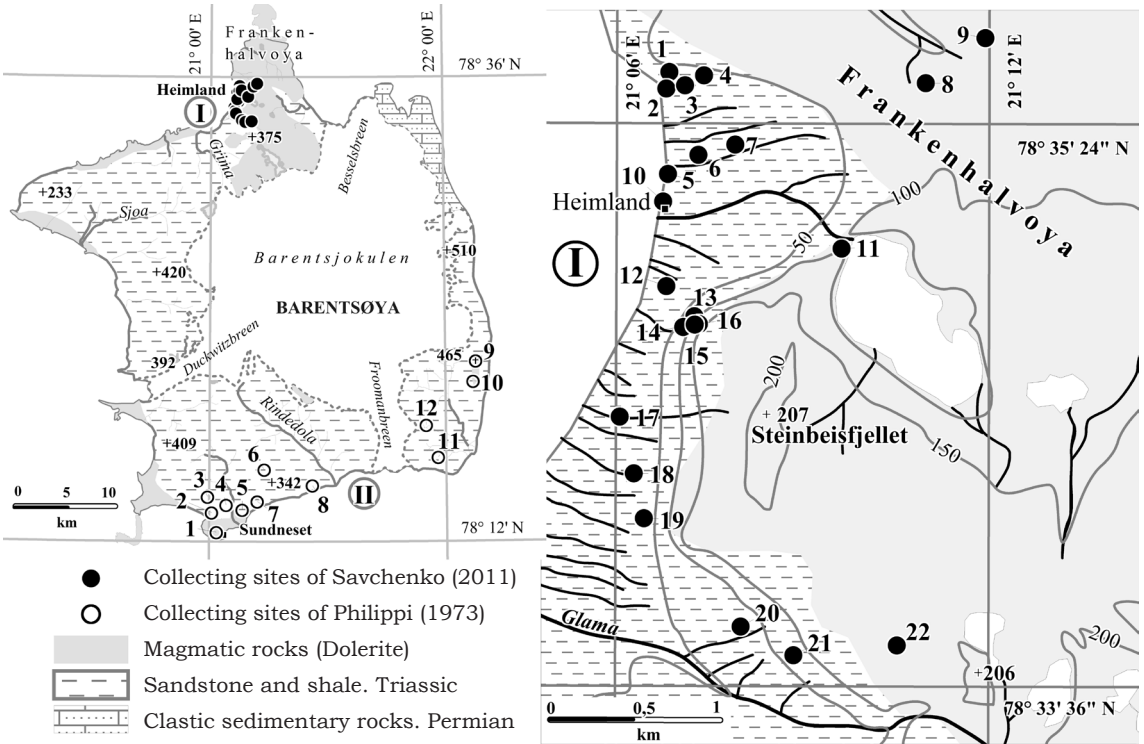 Franken-
halvoya
21° 00' E
22° 00' E
78° 36' N
Heimland
I
+375
Grima
Besselsbreen
+233
Sjoa
+510
+420
Barentsjokulen
BARENTSØYA
Duckwitzbreen
392
465
9
10
Froomanbreen
Rindedola
12
11
+409
6
+342
3
4
5
2
7
8
II
1
Sundneset
78° 12' N
0 5 10
km
Collecting sites of Savchenko (2011)
Collecting sites of Philippi (1973)
Magmatic rocks (Dolerite)
Sandstone and shale. Triassic
Clastic sedimentary rocks. Permian
21° 06' E
21° 12' E
1
4
2
3
9
8
Frankenhalvoya
78° 35' 24" N
7
6
10
5
100
Heimland
50
I
11
12
13
14
16
15
200
17
+ 207
Steinbeisfjellet
150
18
19
Glama
20
21
22
200
+206
78° 33' 36" N
0 0,5 1
km